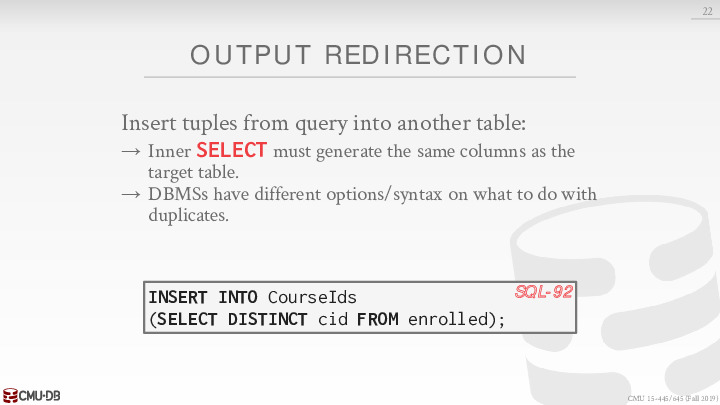 22
OUTPUT REDIRECTION
Insert tuples from query into another table:
→ Inner SELECT must generate the same columns as the
target table.
→ DBMSs have different options/syntax on what to do with
duplicates.
SQL-92
INSERT INTO CourseIds
(SELECT DISTINCT cid FROM enrolled);
CMU·DB
CMU 15-445/645 (Fall 2019)